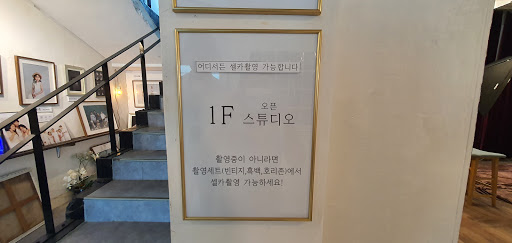 어디서든 셀카촬영 가능합니다
오픈
1F 스튜디오
촬영중이 아니라면
촬영세트(빈티지,흑백,호리존)에서
셀카촬영 가능하세요!